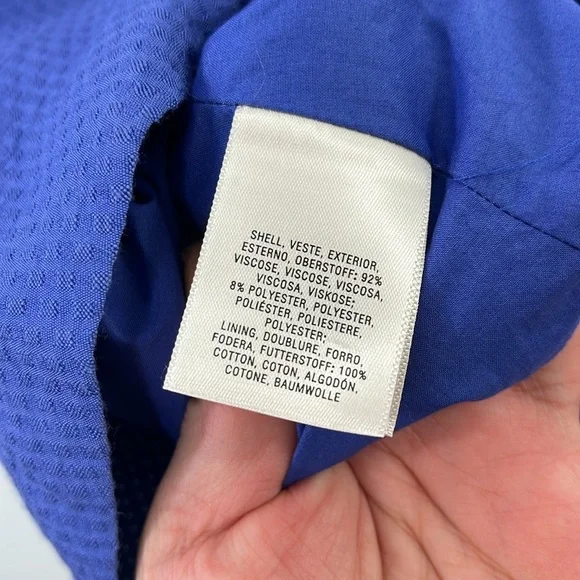 SHELL, VESTE, EXTERIOR,
ESTERNO, OBERSTOFF: 92%
VISCOSE, VISCOSE, VISCOSA,
VISCOSA, VISKOSE;
8% POLYESTER, POLYESTER,
POLIÉSTER, POLIESTERE,
POLYESTER;
LINING, DOUBLURE, FORRO,
FODERA, FUTTERSTOFF: 100%
COTTON, COTON, ALGODÓN,
COTONE, BAUMWOLLE